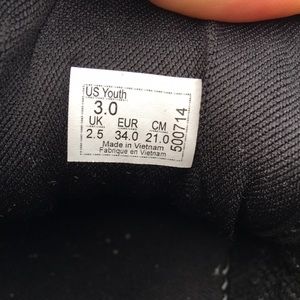 US Youth
3.0
UK EUR CM
2.5 34.0 21.0
Made in Vietnam
Fabriqué en Vietnam
500714